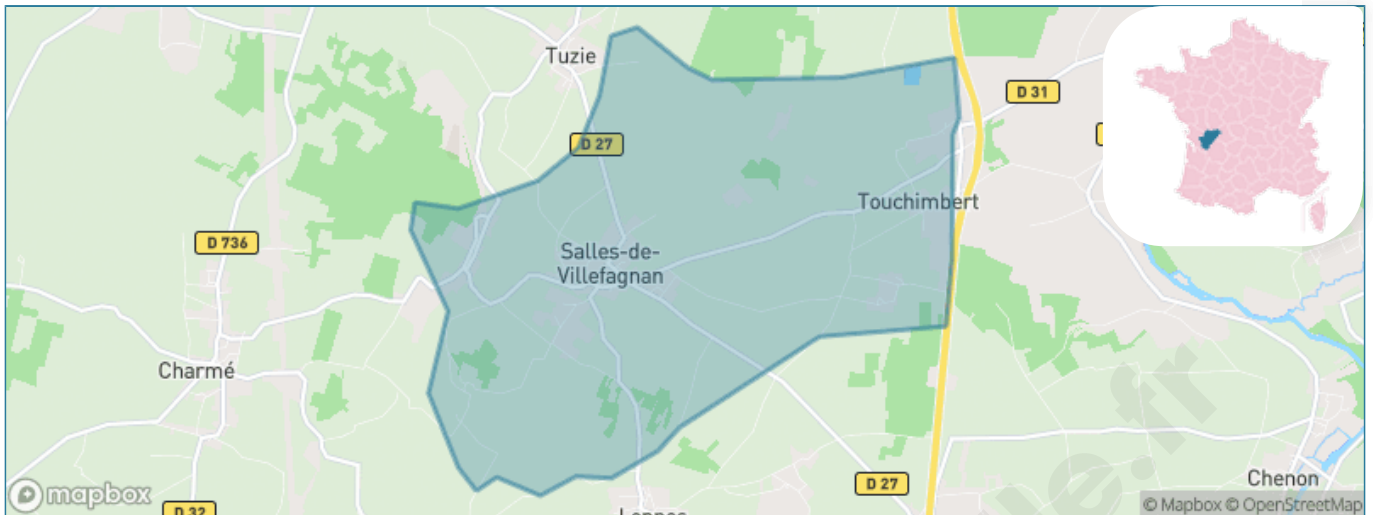 Tuzie
D 31
D 27
Touchimbert
D 736
Salles-de-
Villefagnan
Charmé
Chenon
D 27
mapbox
© Mapbox © OpenStreetMap
D 32